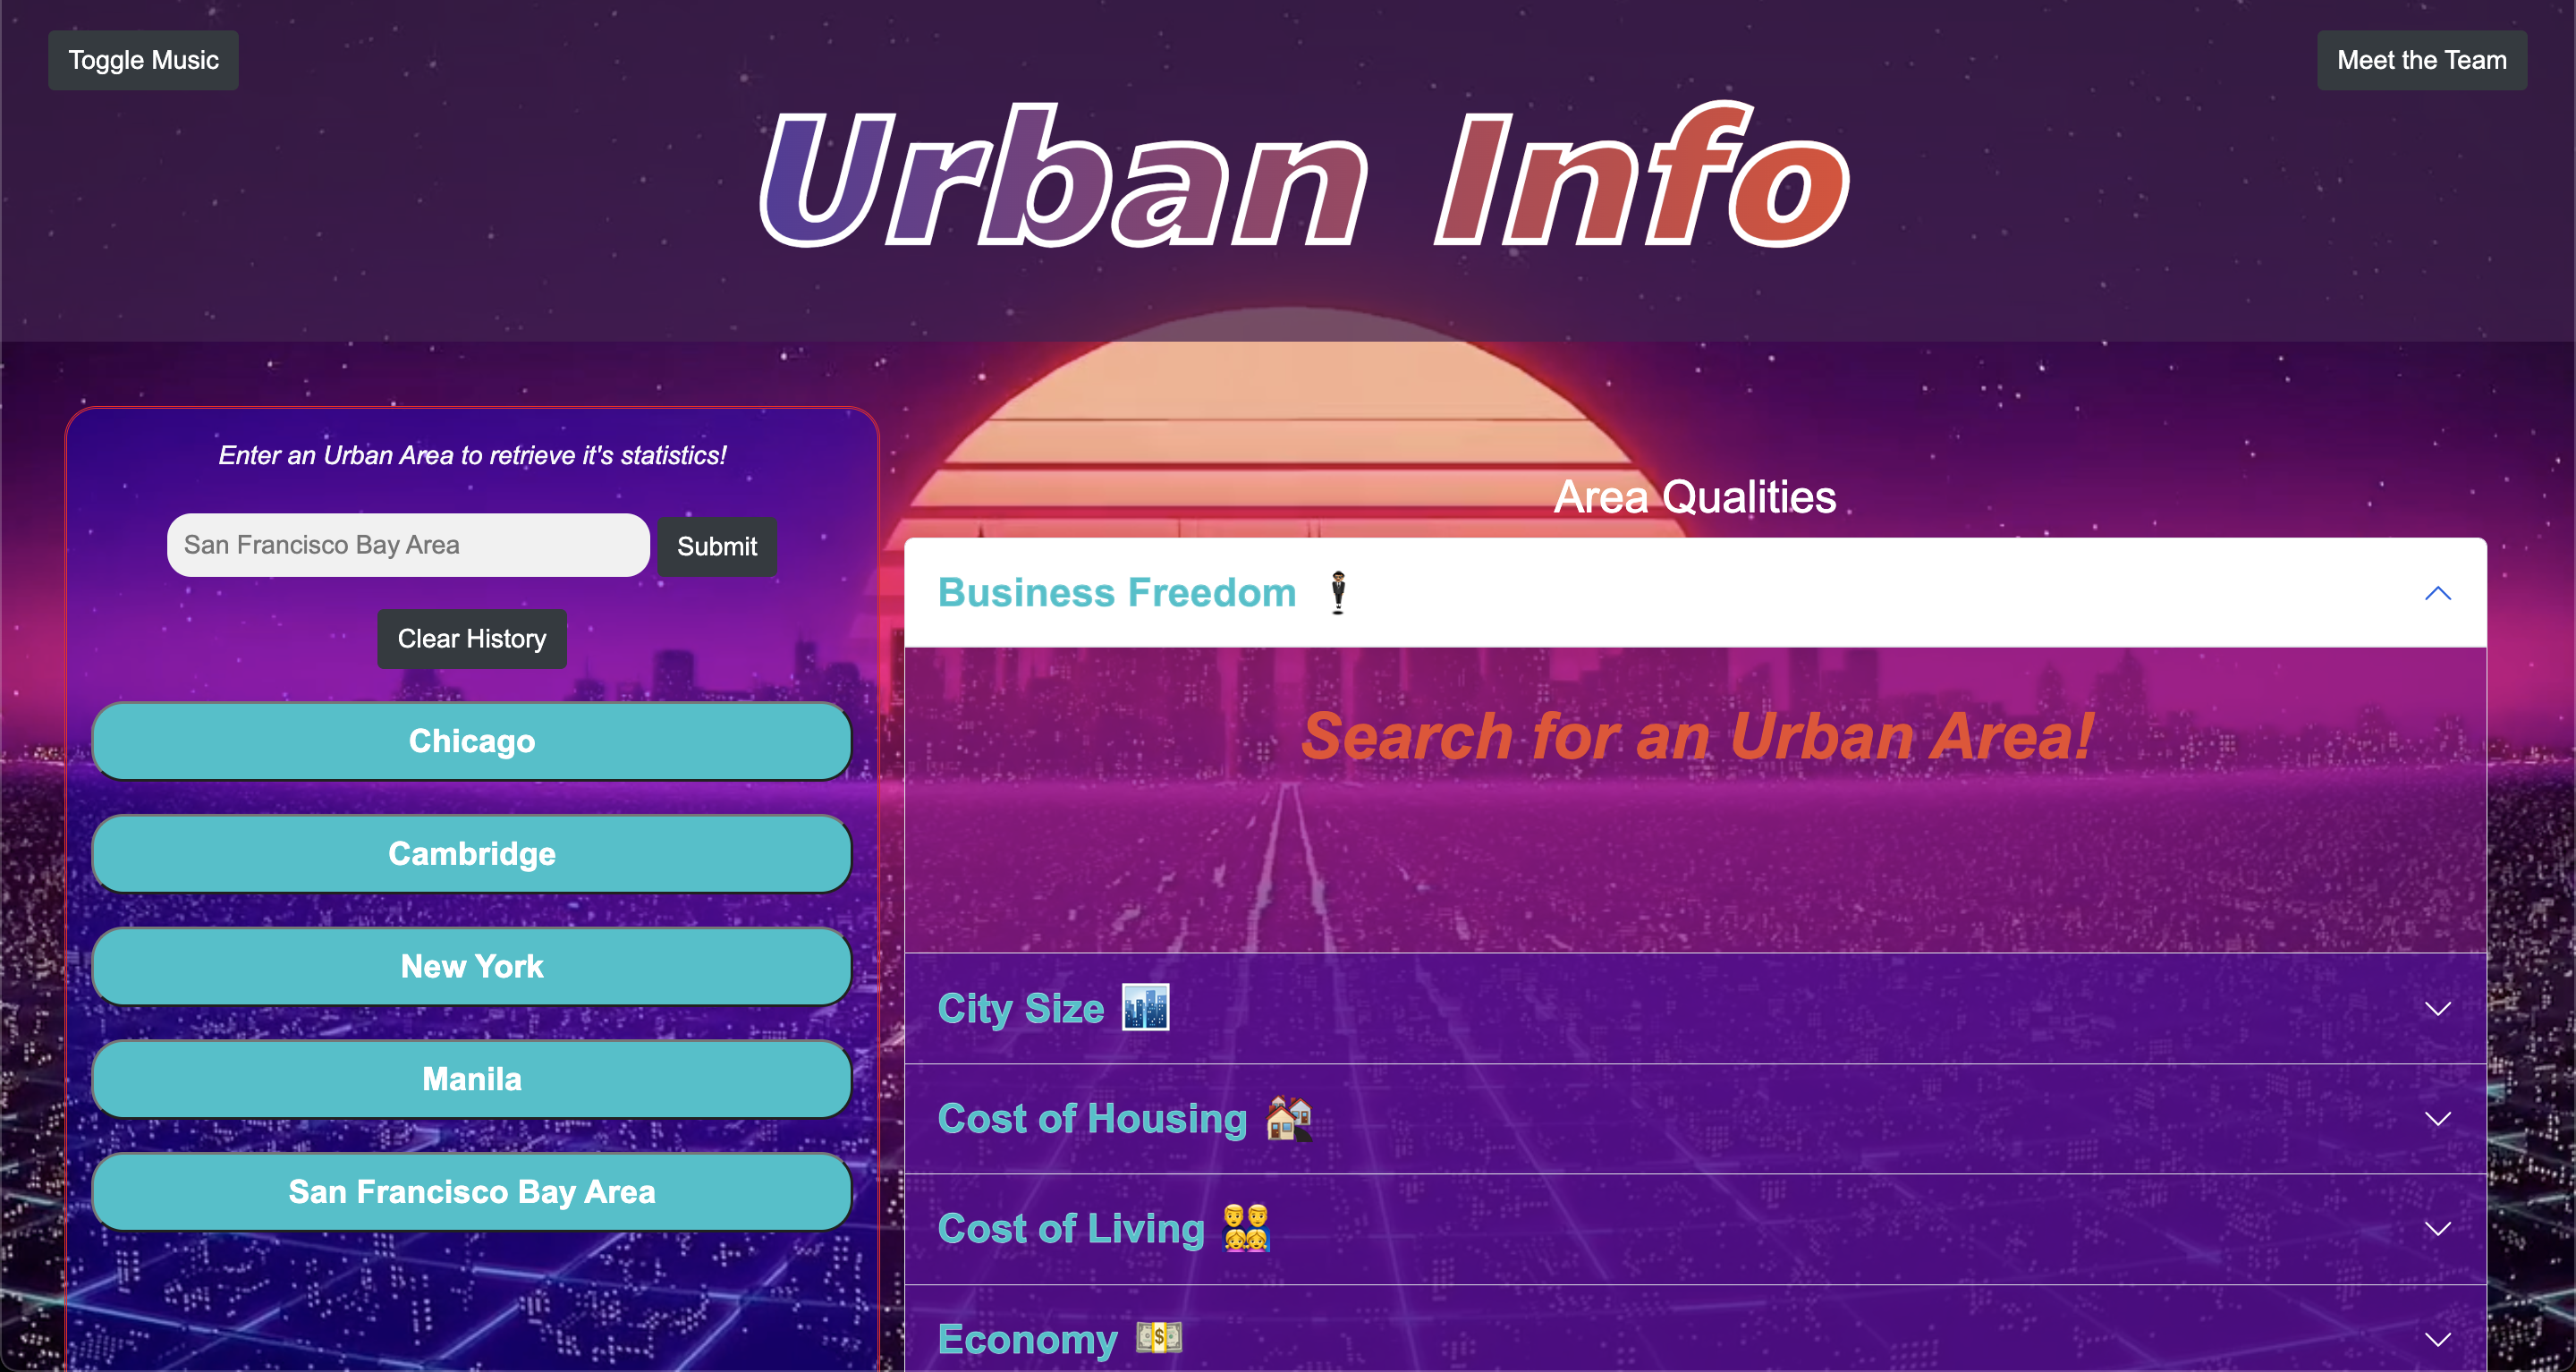 Toggle Music
Meet the Team
Urban Info
Enter an Urban Area to retrieve it's statistics!
San Francisco Bay Area
Submit
Clear History
Chicago
Cambridge
New York
Manila
San Francisco Bay Area
Area Qualities
Business Freedom 🕴🏿
Search for an Urban Area!
City Size 🏙️
Cost of Housing 🏘️
Cost of Living 👨‍👨‍👧‍👧
Economy 💵